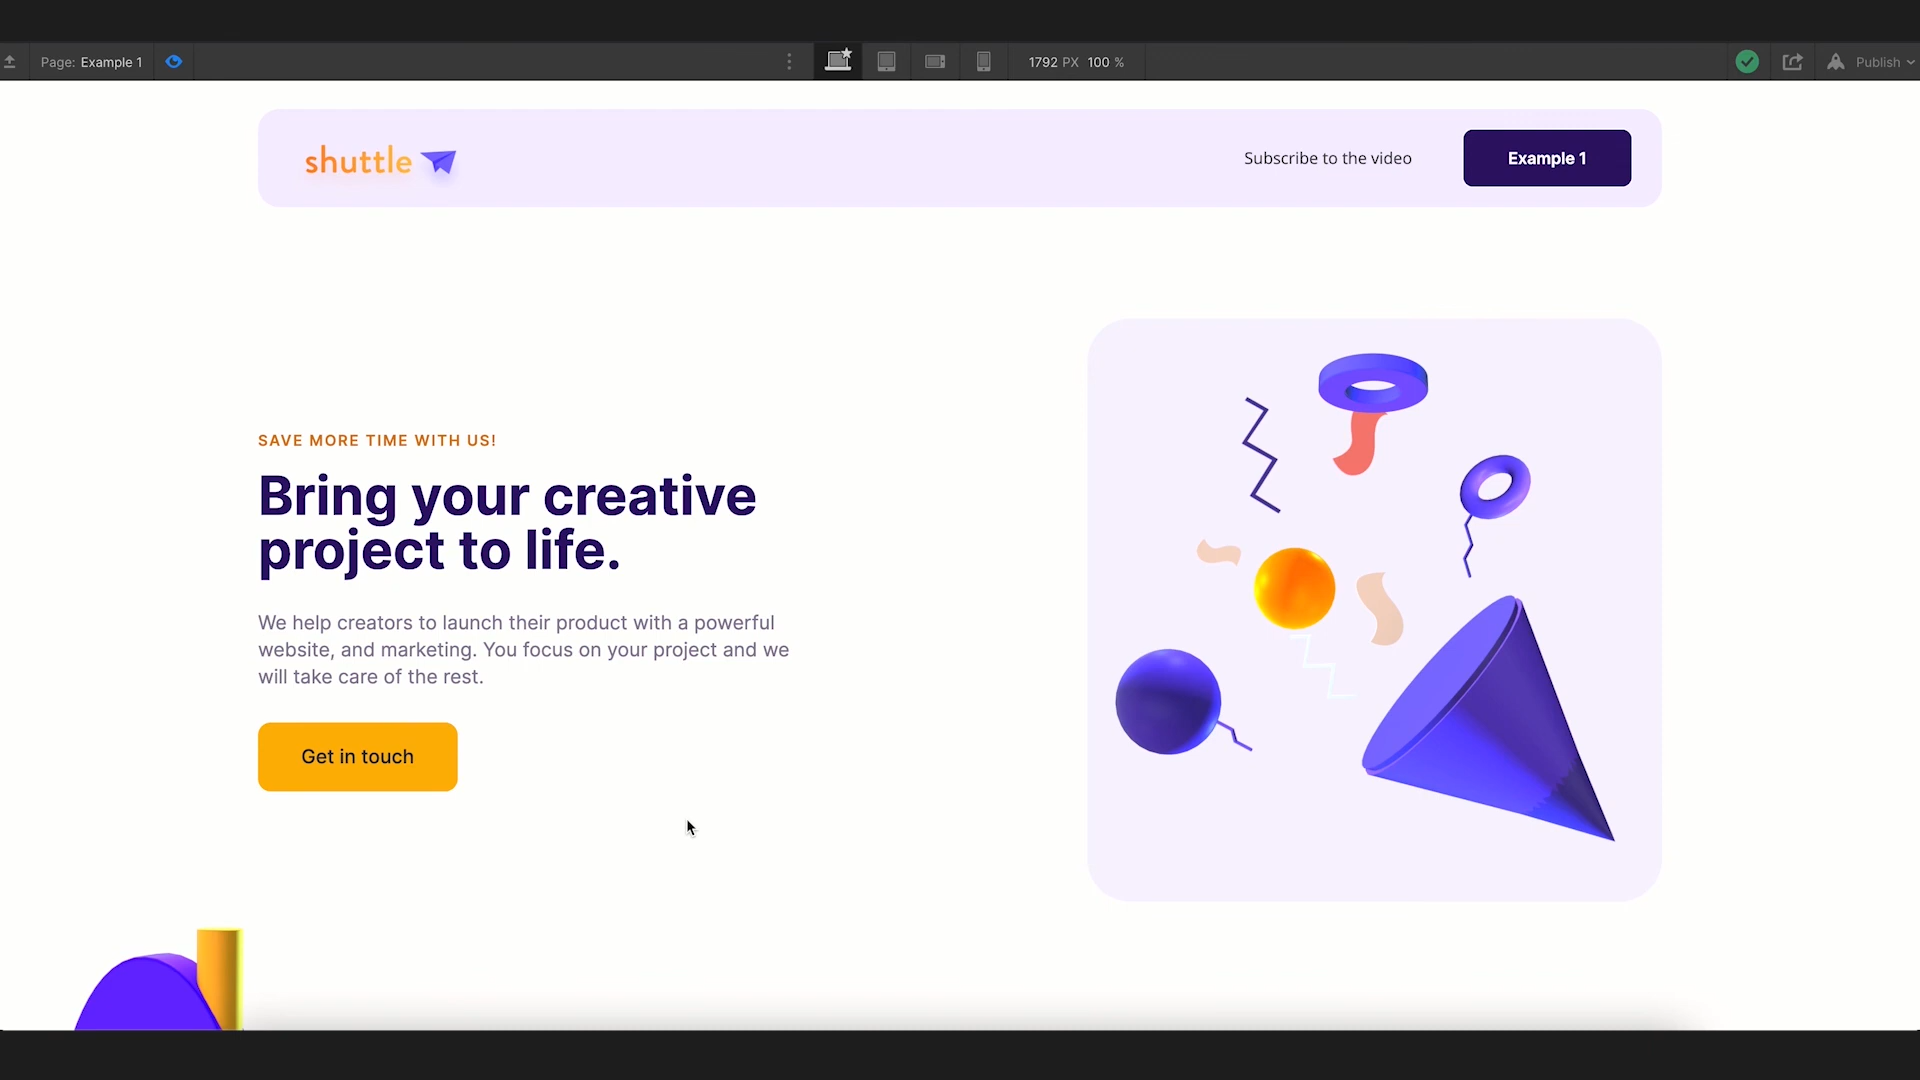 Page: Example 1
1792 PX 100 %
Publish
shuttle
Subscribe to the video
Example 1
SAVE MORE TIME WITH US!
Bring your creative
project to life.
We help creators to launch their product with a powerful
website, and marketing. You focus on your project and we
will take care of the rest.
Get in touch